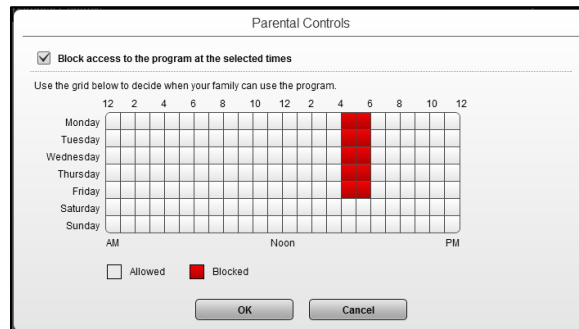 Parental Controls
Block access to the program at the selected times
Use the grid below to decide when your family can use the program.
12 2 4 6 8 10 12 2 4 6 8 10 12
Monday
Tuesday
Wednesday
Thursday
Friday
Saturday
Sunday
AM Noon PM
Allowed Blocked
OK Cancel